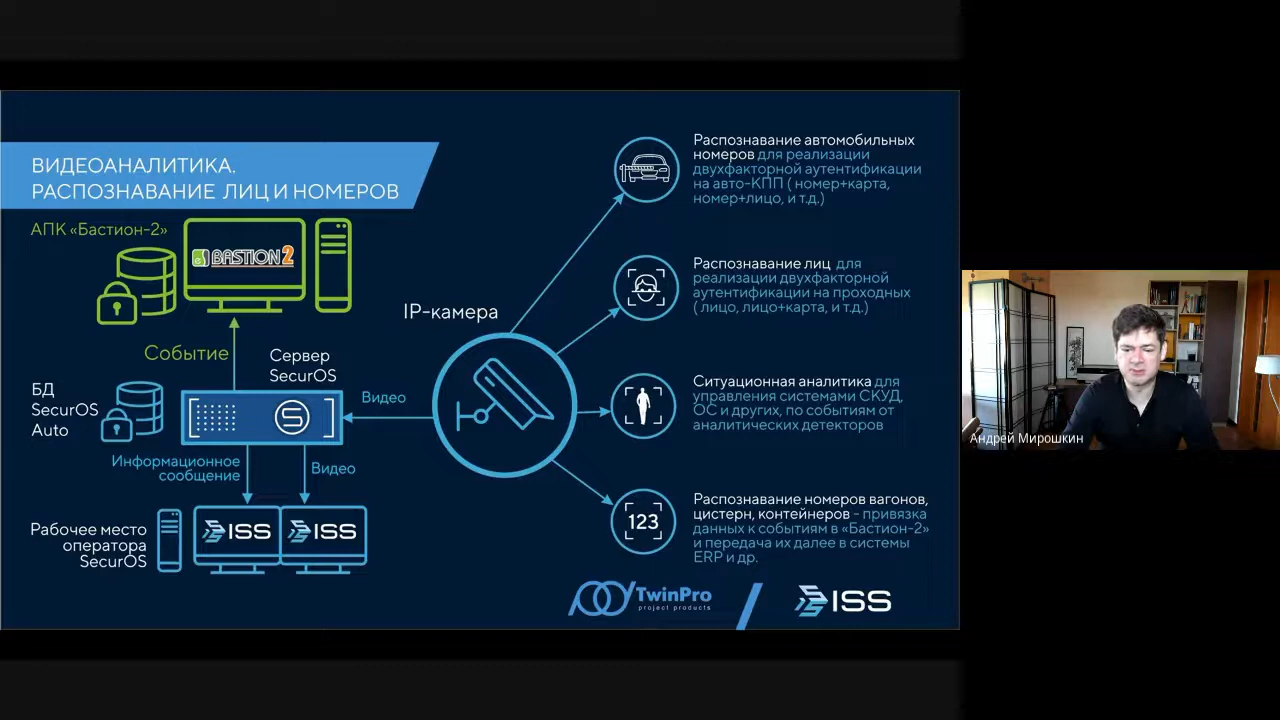 ВИДЕОАНАЛИТИКА.
РАСПОЗНАВАНИЕ ЛИЦ И НОМЕРОВ
АПК «Бастион-2»
BASTION 2
Событие
Сервер
SecurOS
БД
SecurOS
Auto
Информационное
сообщение
Видео
Рабочее место
оператора
SecurOS
ISS
ISS
IP-камера
Видео
Распознавание автомобильных
номеров для реализации
двухфакторной аутентификации
на авто-КПП ( номер+карта,
номер+лицо, и т.д.)
Распознавание лиц для
реализации двухфакторной
аутентификации на проходных
( лицо, лицо+карта, и т.д.)
Ситуационная аналитика для
управления системами СКУД,
ОС и других, по событиям от
аналитических детекторов
123
Распознавание номеров вагонов,
цистерн, контейнеров - привязка
данных к событиям в «Бастион-2»
и передача их далее в системы
ERP и др.
TwinPro
project products
ISS
Андрей Мирошкин